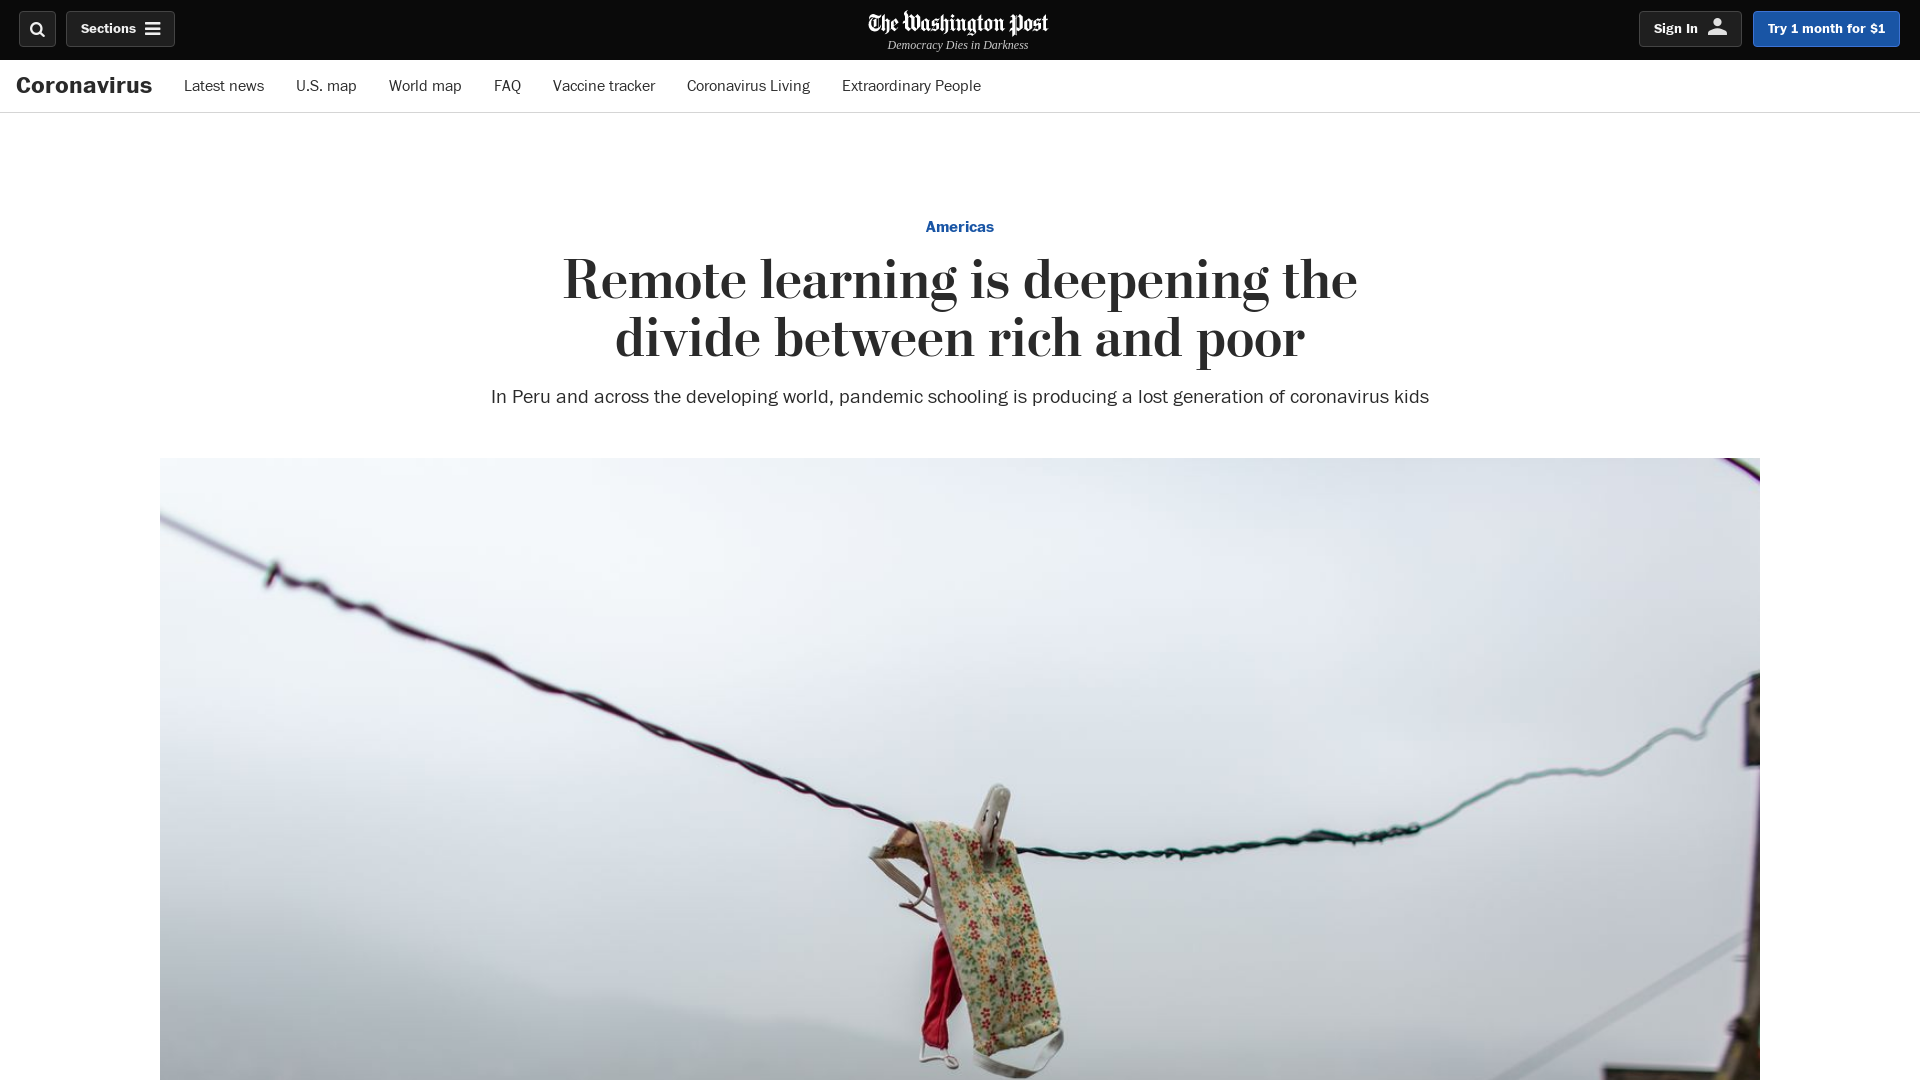 Sections
The Washington Post
Democracy Dies in Darkness
Sign In
Try 1 month for $1
Coronavirus
Latest news
U.S. map
World map
FAQ
Vaccine tracker
Coronavirus Living
Extraordinary People
Americas
Remote learning is deepening the
divide between rich and poor
In Peru and across the developing world, pandemic schooling is producing a lost generation of coronavirus kids